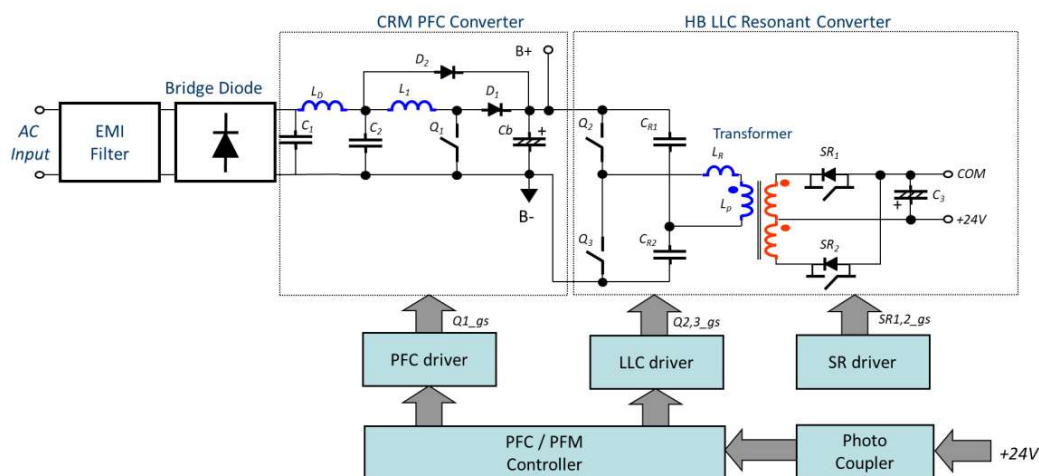 CRM PFC Converter
HB LLC Resonant Converter
B+
D2
Bridge Diode
LD
L1
D1
AC
Input
EMI
Filter
C1
C2
Q1
Cb
+
B-
Q2
CR1
Transformer
LR
Lp
Q3
CR2
SR1
COM
C3
+
+24V
SR2
Q1_gs
Q2,3_gs
SR1,2_gs
PFC driver
LLC driver
SR driver
PFC / PFM
Controller
Photo
Coupler
+24V